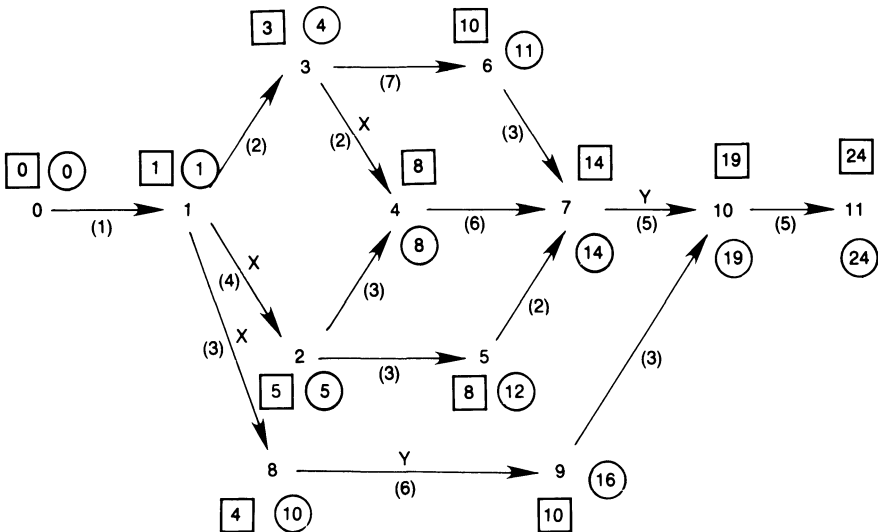 3 4
10
11
3 (7) 6
X
(2) (2) (3)
8
14 19 24
0 0 1 1
Y
0 1 4 7 10 11
(1) (6) (5) (5)
8 14 19 24
(4) X
(3) (2)
(3) X (3)
2 (3) 5
5 5 8 12
Y
8 (6) 9 16
4 10 10